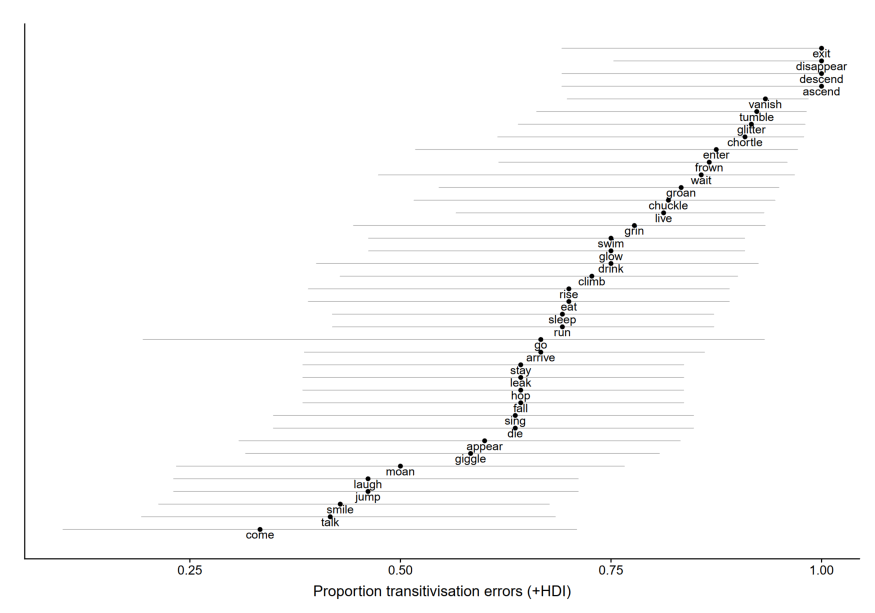 exit
disappear
descend
ascend
vanish
tumble
glitter
chortle
enter
frown
wait
groan
chuckle
live
grin
swim
glow
drink
climb
rise
eat
sleep
run
go
arrive
stay
leak
hop
fall
sing
die
appear
giggle
moan
laugh
jump
smile
talk
come
0.25 0.50 0.75 1.00
Proportion transitivisation errors (+HDI)